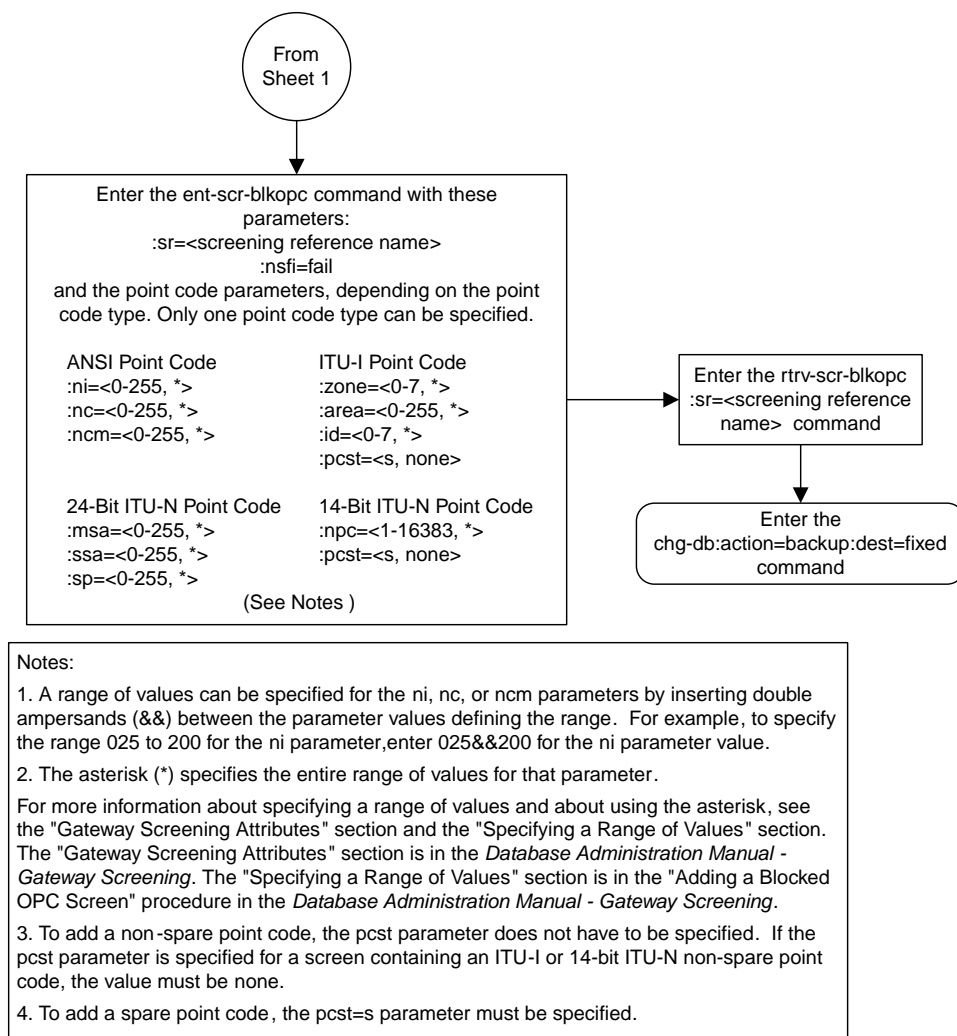 From
Sheet 1
Enter the ent-scr-blkopc command with these
parameters:
:sr=<screening reference name>
:nsfi=fail
and the point code parameters, depending on the point
code type. Only one point code type can be specified.
ANSI Point Code
:ni=<0-255, *>
:nc=<0-255, *>
:ncm=<0-255, *>
ITU-I Point Code
:zone=<0-7, *>
:area=<0-255, *>
:id=<0-7, *>
:pcst=<s, none>
24-Bit ITU-N Point Code
:msa=<0-255, *>
:ssa=<0-255, *>
:sp=<0-255, *>
14-Bit ITU-N Point Code
:npc=<1-16383, *>
:pcst=<s, none>
(See Notes )
Enter the rtrv-scr-blkopc
:sr=<screening reference
name> command
Enter the
chg-db:action=backup:dest=fixed
command
Notes:
1. A range of values can be specified for the ni, nc, or ncm parameters by inserting double
ampersands (&&) between the parameter values defining the range. For example, to specify
the range 025 to 200 for the ni parameter,enter 025&&200 for the ni parameter value.
2. The asterisk (*) specifies the entire range of values for that parameter.
For more information about specifying a range of values and about using the asterisk, see
the "Gateway Screening Attributes" section and the "Specifying a Range of Values" section.
The "Gateway Screening Attributes" section is in the Database Administration Manual -
Gateway Screening. The "Specifying a Range of Values" section is in the "Adding a Blocked
OPC Screen" procedure in the Database Administration Manual - Gateway Screening.
3. To add a non-spare point code, the pcst parameter does not have to be specified. If the
pcst parameter is specified for a screen containing an ITU-I or 14-bit ITU-N non-spare point
code, the value must be none.
4. To add a spare point code, the pcst=s parameter must be specified.